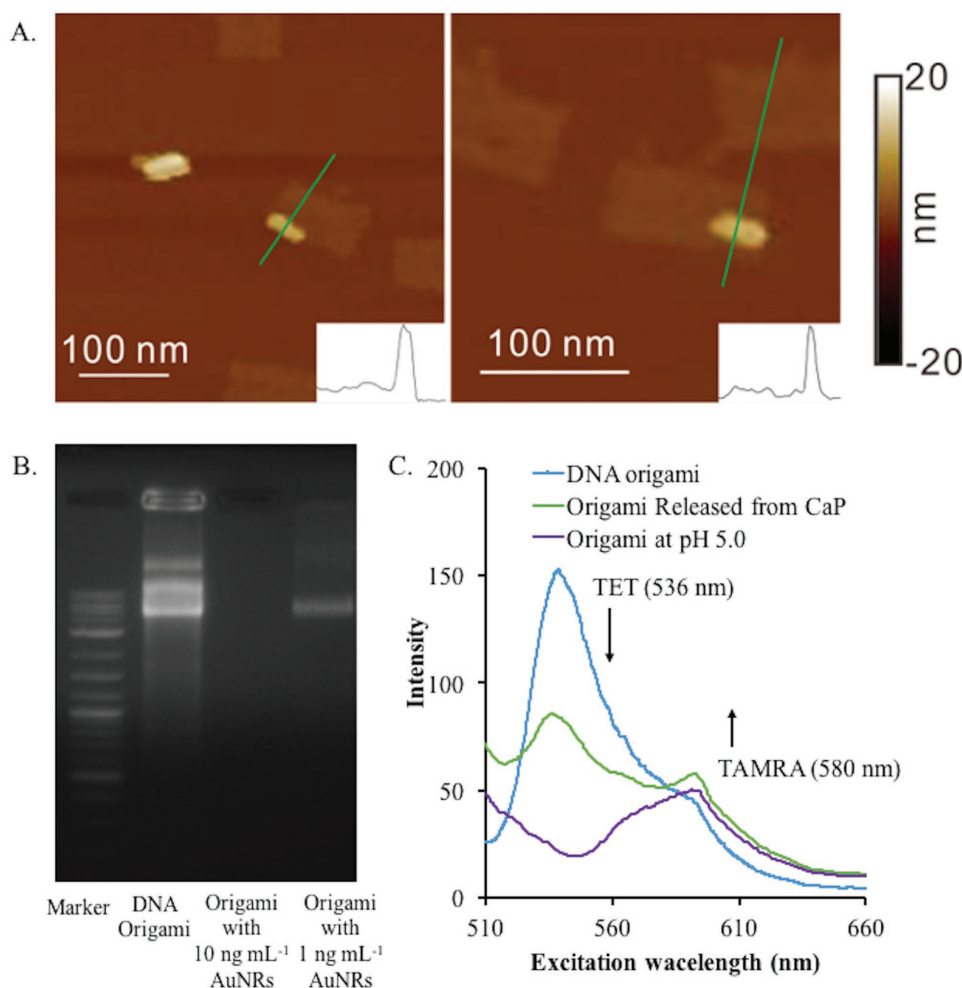 A.
100 nm
100 nm
20
nm
-20
B.
Marker
DNA
Origami
Origami
with
10 ng mL⁻¹
AuNRs
Origami
with
1 ng mL⁻¹
AuNRs
C.
200
150
100
50
0
Intensity
DNA origami
Origami Released from CaP
Origami at pH 5.0
TET (536 nm)
TAMRA (580 nm)
510
560
610
660
Excitation wacelength (nm)